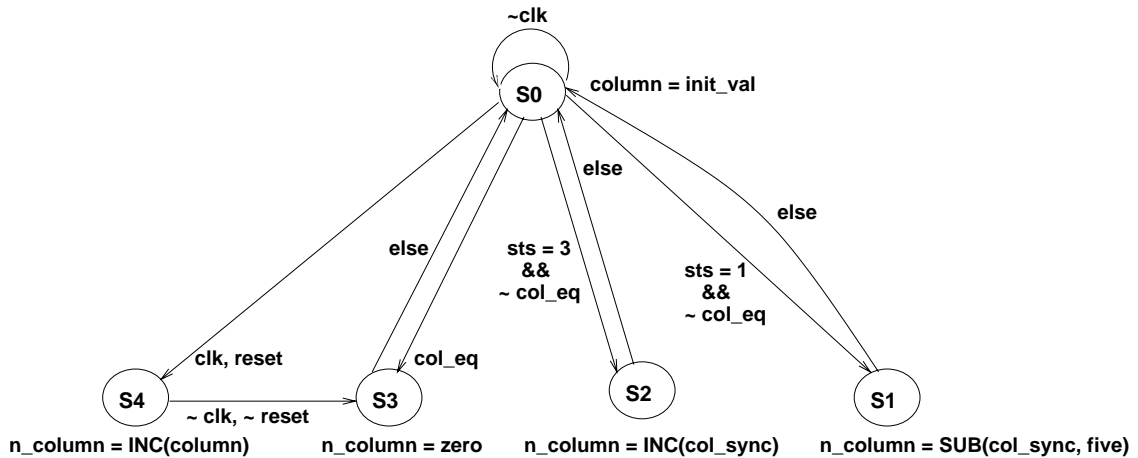 ~clk
S0
column = init_val
else
else
else
sts = 3
&&
~ col_eq
sts = 1
&&
~ col_eq
clk, reset
col_eq
S4
~ clk, ~ reset
S3
S2
S1
n_column = INC(column)
n_column = zero
n_column = INC(col_sync)
n_column = SUB(col_sync, five)